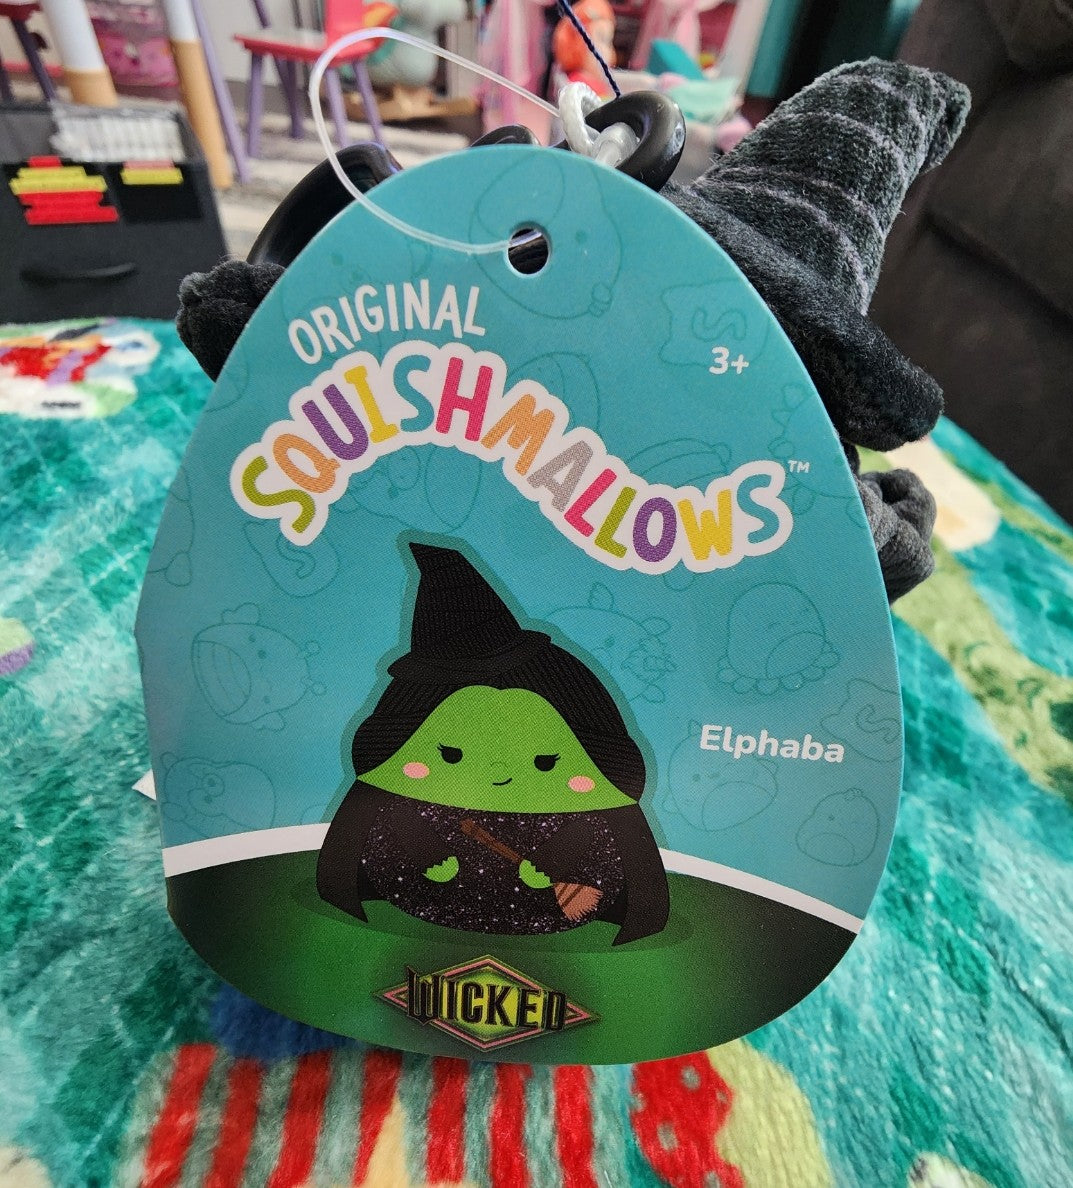 ORIGINAL
3+
SQUISHMALLOWS™
Elphaba
WICKED